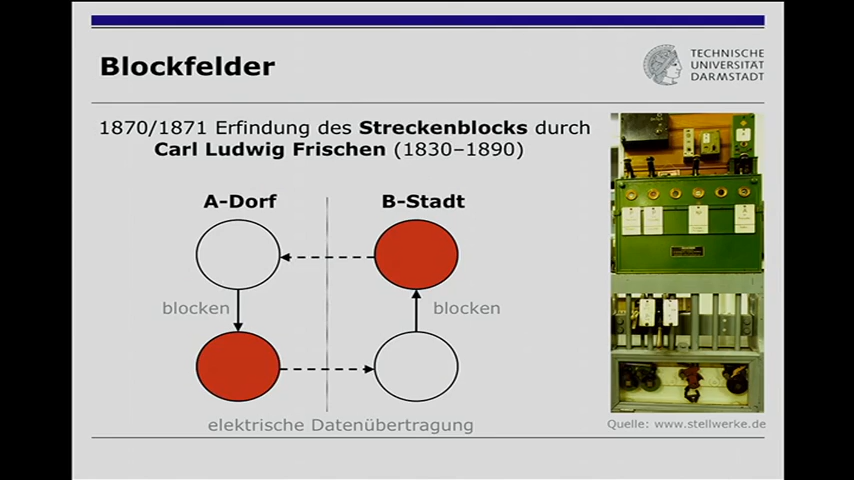 Blockfelder
TECHNISCHE
UNIVERSITÄT
DARMSTADT
1870/1871 Erfindung des Streckenblocks durch
Carl Ludwig Frischen (1830–1890)
A-Dorf
B-Stadt
blocken
blocken
elektrische Datenübertragung
Quelle: www.stellwerke.de